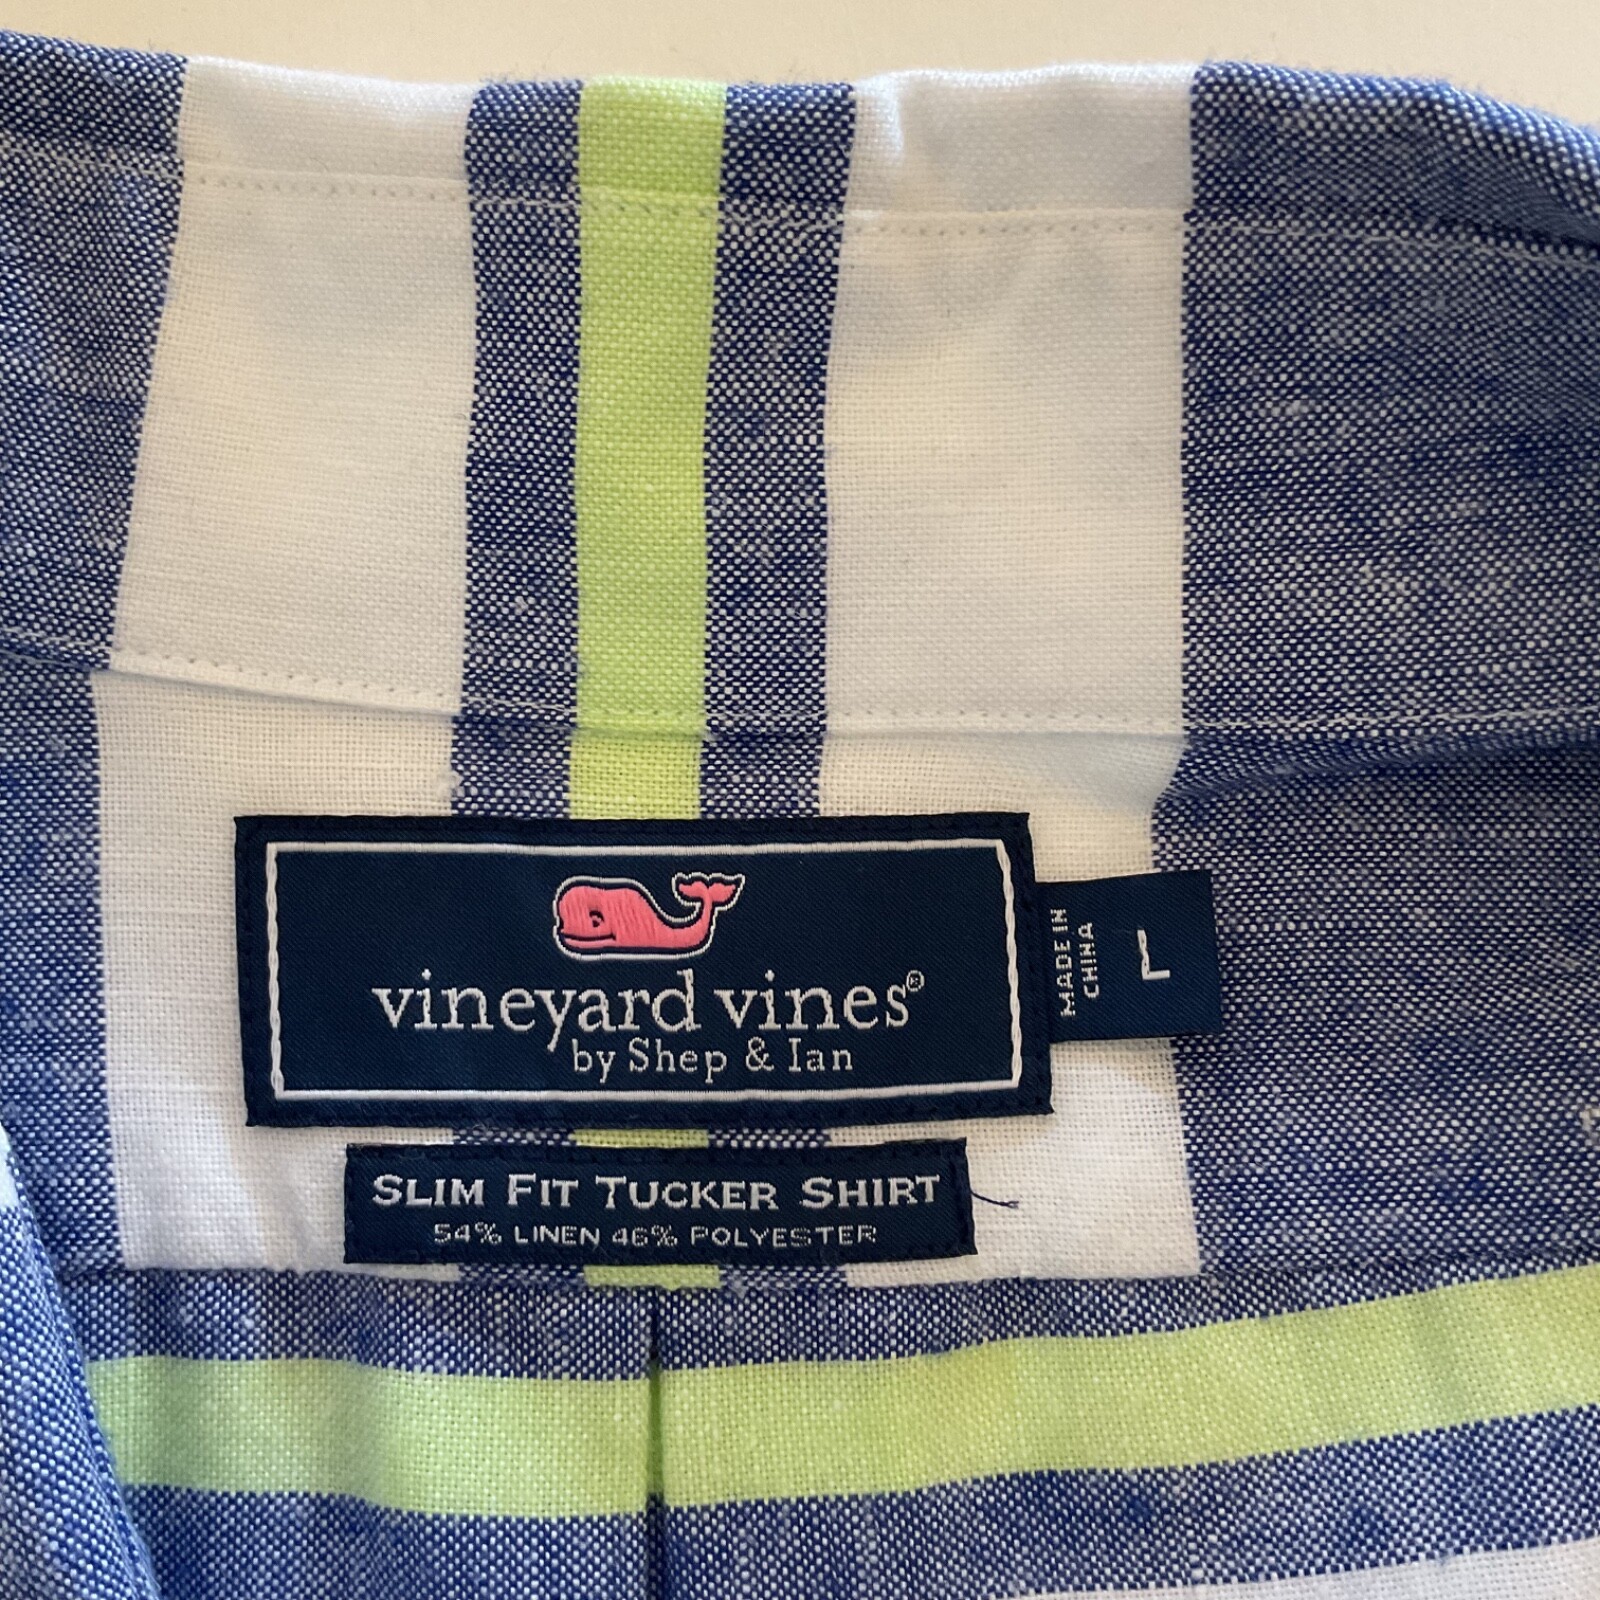 vineyard vines®
by Shep & Ian
MADE IN
CHINA
L
SLIM FIT TUCKER SHIRT
54% LINEN 46% POLYESTER